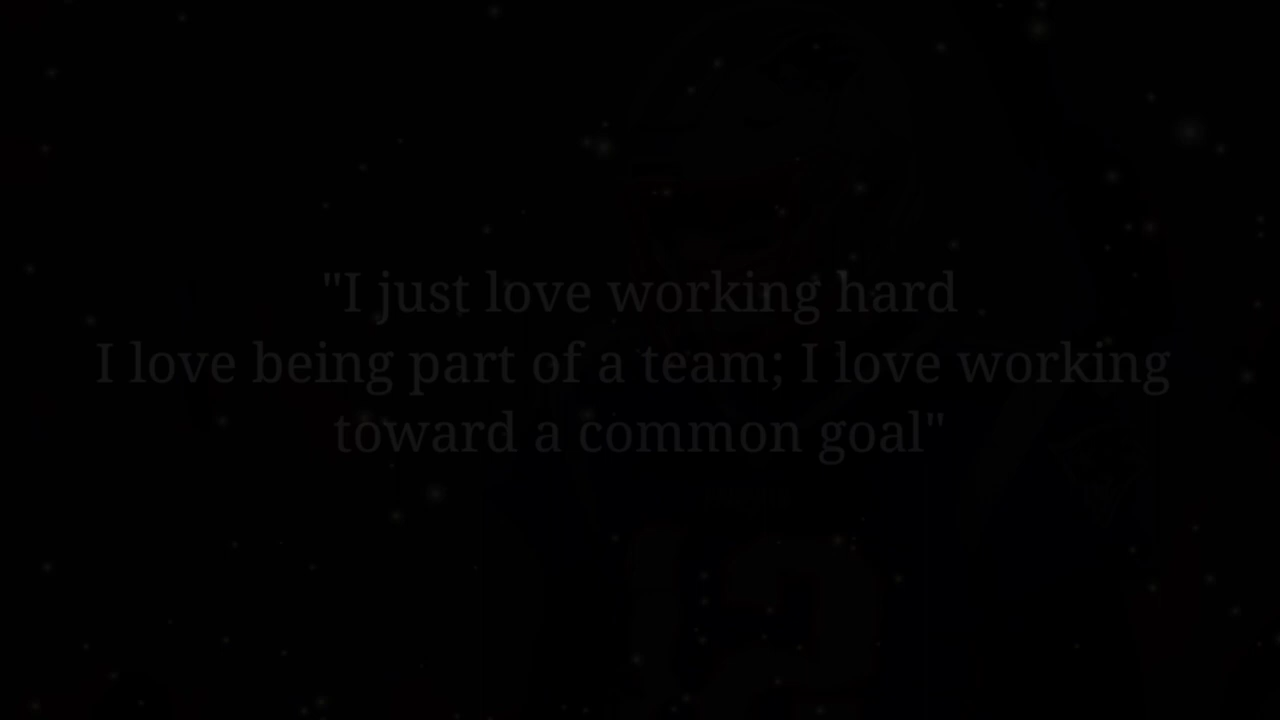 "I just love working hard
I love being part of a team; I love working
toward a common goal"